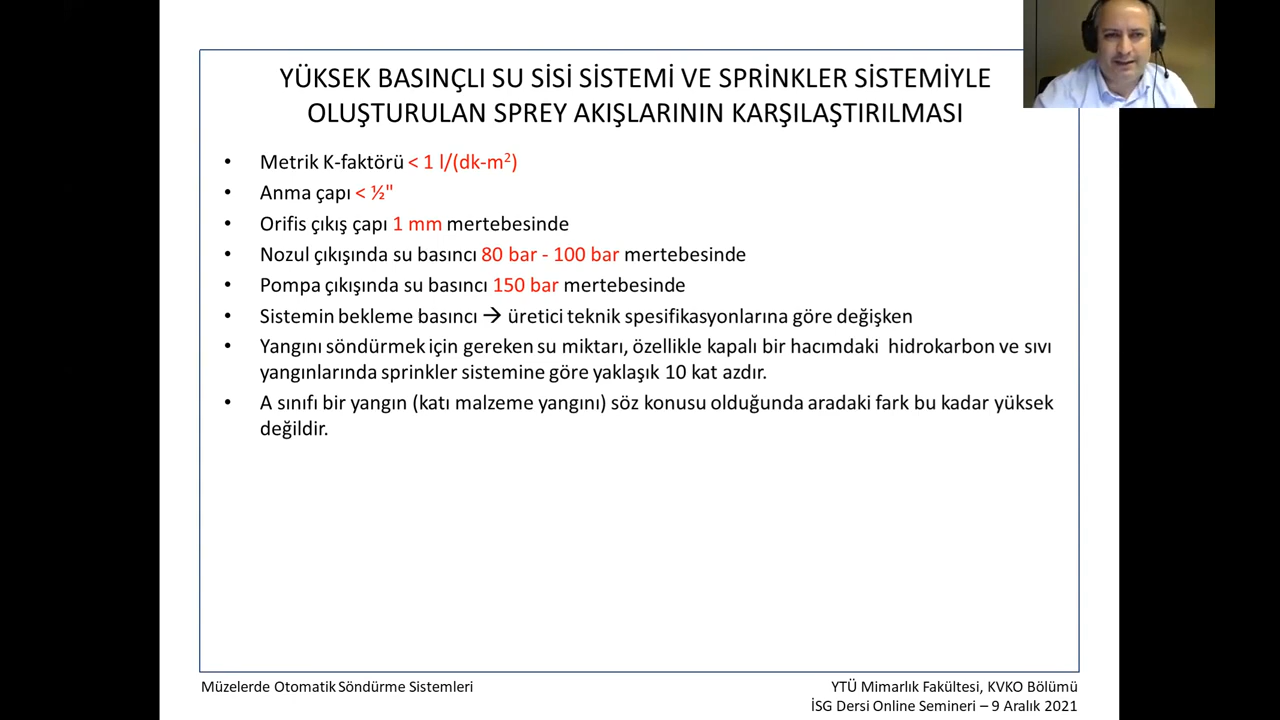 YÜKSEK BASINÇLI SU SİSİ SİSTEMİ VE SPRİNKLER SİSTEMİYLE
OLUŞTURULAN SPREY AKIŞLARININ KARŞILAŞTIRILMASI
• Metrik K-faktörü < 1 l/(dk-m²)
• Anma çapı < ½"
• Orifis çıkış çapı 1 mm mertebesinde
• Nozul çıkışında su basıncı 80 bar - 100 bar mertebesinde
• Pompa çıkışında su basıncı 150 bar mertebesinde
• Sistemin bekleme basıncı → üretici teknik spesifikasyonlarına göre değişken
• Yangını söndürmek için gereken su miktarı, özellikle kapalı bir hacımdaki hidrokarbon ve sıvı
yangınlarında sprinkler sistemine göre yaklaşık 10 kat azdır.
• A sınıfı bir yangın (katı malzeme yangını) söz konusu olduğunda aradaki fark bu kadar yüksek
değildir.
Müzelerde Otomatik Söndürme Sistemleri
YTÜ Mimarlık Fakültesi, KVKO Bölümü
İSG Dersi Online Semineri – 9 Aralık 2021